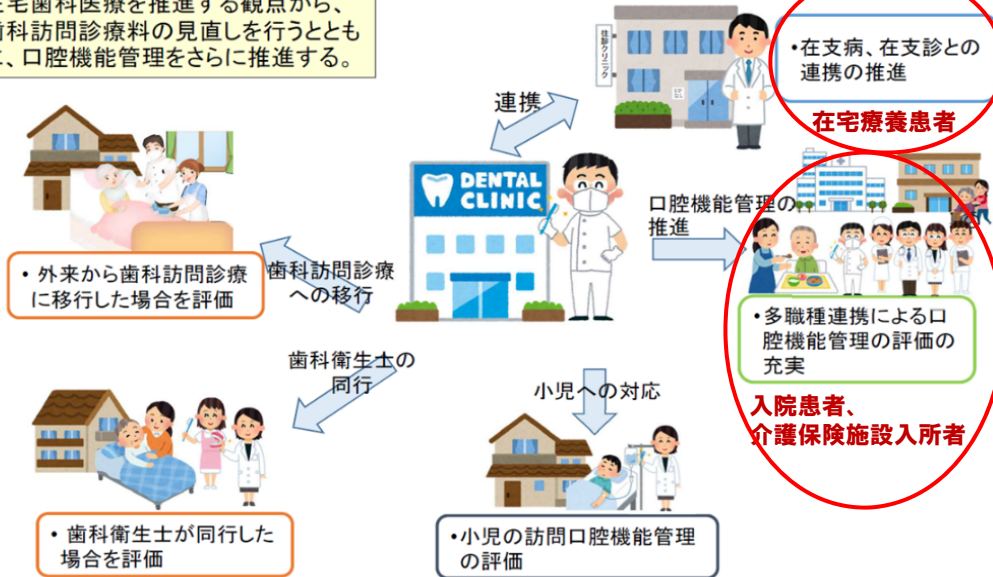 宅歯科医療を推進する観点から、
科訪問診療料の見直しを行うととも
、口腔機能管理をさらに推進する。
連携
往診クリニック
・在支病、在支診との
連携の推進
在宅療養患者
DENTAL
CLINIC
口腔機能管理の
推進
・外来から歯科訪問診療
に移行した場合を評価
歯科訪問診療
への移行
・多職種連携による口
腔機能管理の評価の
充実
歯科衛生士の
同行
小児への対応
入院患者、
介護保険施設入所者
・歯科衛生士が同行した
場合を評価
・小児の訪問口腔機能管理
の評価